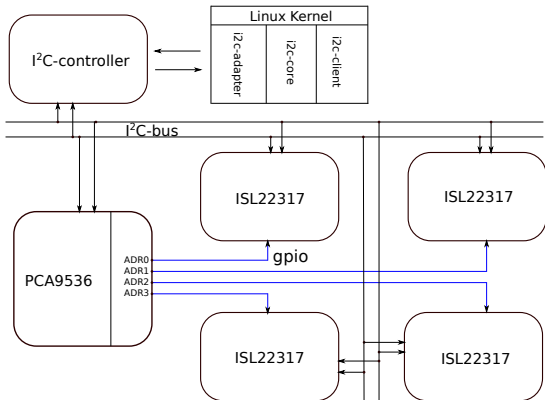 Linux Kernel
I²C-controller
i2c-adapter
i2c-core
i2c-client
I²C-bus
ISL22317
ISL22317
PCA9536
ADR0
ADR1
ADR2
ADR3
gpio
ISL22317
ISL22317